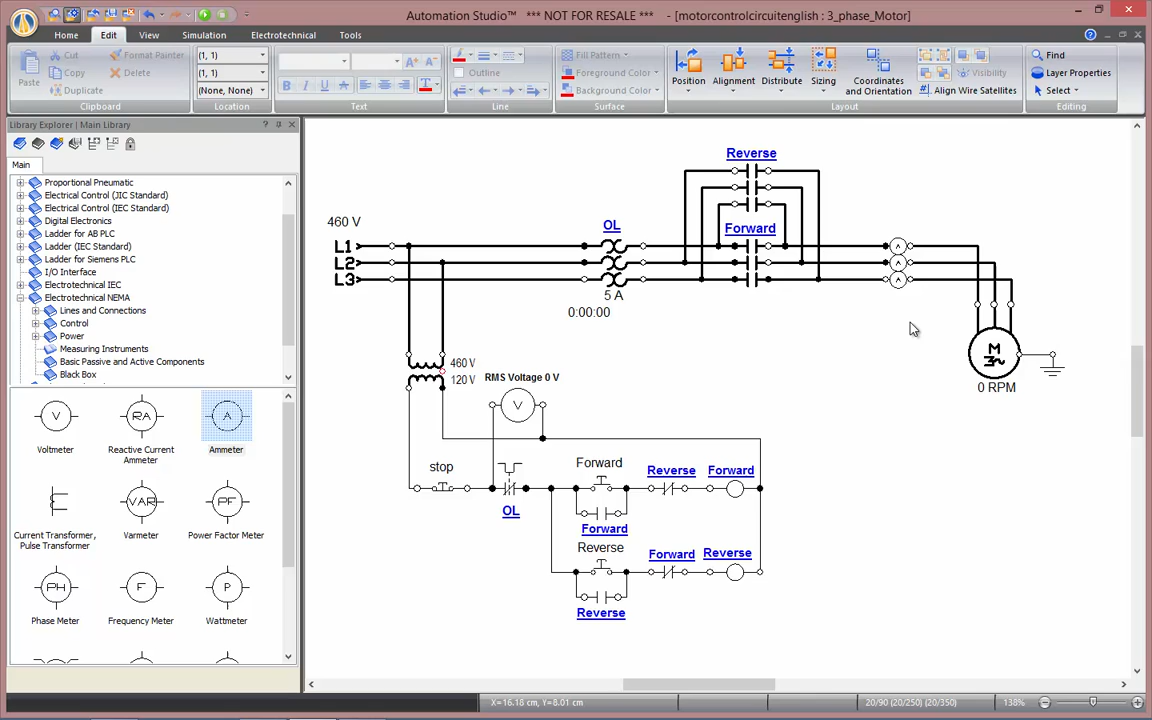 Automation Studio™ *** NOT FOR RESALE *** - [motorcontrolcircuitenglish : 3_phase_Motor]
Home Edit View Simulation Electrotechnical Tools
Paste
Cut
Copy
Duplicate
Format Painter
Delete
Clipboard
(1, 1)
(1, 1)
(None, None)
Location
B I U A
A A
T
Text
Outline
Line
Fill Pattern
Foreground Color
Background Color
Surface
Position
Alignment
Distribute
Sizing
Coordinates
and Orientation
Visibility
Align Wire Satellites
Layout
Find
Layer Properties
Select
Editing
Library Explorer | Main Library
Main
Proportional Pneumatic
Electrical Control (JIC Standard)
Electrical Control (IEC Standard)
Digital Electronics
Ladder for AB PLC
Ladder (IEC Standard)
Ladder for Siemens PLC
I/O Interface
Electrotechnical IEC
Electrotechnical NEMA
Lines and Connections
Control
Power
Measuring Instruments
Basic Passive and Active Components
Black Box
V
RA
A
Voltmeter
Reactive Current
Ammeter
Ammeter
VAR
PF
Current Transformer,
Pulse Transformer
Varmeter
Power Factor Meter
PH
F
P
Phase Meter
Frequency Meter
Wattmeter
Reverse
460 V
OL
Forward
L1
A
L2
A
L3
A
5 A
0:00:00
M
3~
0 RPM
460 V
120 V
RMS Voltage 0 V
V
stop
OL
Forward
Reverse
Forward
Forward
Reverse
Forward
Reverse
Reverse
X=16.18 cm, Y=8.01 cm
20/90 (20/250) (20/350)
138%